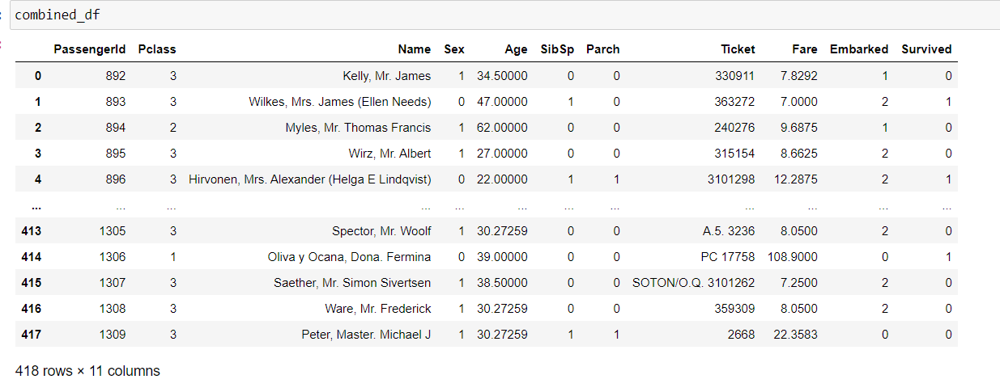 combined_df
PassengerId Pclass Name Sex Age SibSp Parch Ticket Fare Embarked Survived
0 892 3 Kelly, Mr. James 1 34.50000 0 0 330911 7.8292 1 0
1 893 3 Wilkes, Mrs. James (Ellen Needs) 0 47.00000 1 0 363272 7.0000 2 1
2 894 2 Myles, Mr. Thomas Francis 1 62.00000 0 0 240276 9.6875 1 0
3 895 3 Wirz, Mr. Albert 1 27.00000 0 0 315154 8.6625 2 0
4 896 3 Hirvonen, Mrs. Alexander (Helga E Lindqvist) 0 22.00000 1 1 3101298 12.2875 2 1
... ... ... ... ... ... ... ... ... ... ... ...
413 1305 3 Spector, Mr. Woolf 1 30.27259 0 0 A.5. 3236 8.0500 2 0
414 1306 1 Oliva y Ocana, Dona. Fermina 0 39.00000 0 0 PC 17758 108.9000 0 1
415 1307 3 Saether, Mr. Simon Sivertsen 1 38.50000 0 0 SOTON/O.Q. 3101262 7.2500 2 0
416 1308 3 Ware, Mr. Frederick 1 30.27259 0 0 359309 8.0500 2 0
417 1309 3 Peter, Master. Michael J 1 30.27259 1 1 2668 22.3583 0 0
418 rows × 11 columns